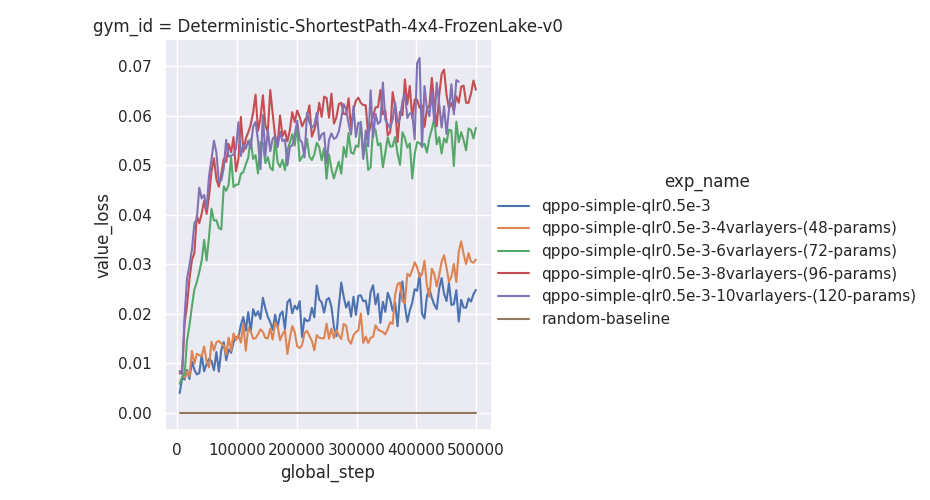 gym_id = Deterministic-ShortestPath-4x4-FrozenLake-v0
0.07
0.06
0.05
0.04
0.03
0.02
0.01
0.00
value_loss
0 100000 200000 300000 400000 500000
global_step
exp_name
qppo-simple-qlr0.5e-3
qppo-simple-qlr0.5e-3-4varlayers-(48-params)
qppo-simple-qlr0.5e-3-6varlayers-(72-params)
qppo-simple-qlr0.5e-3-8varlayers-(96-params)
qppo-simple-qlr0.5e-3-10varlayers-(120-params)
random-baseline